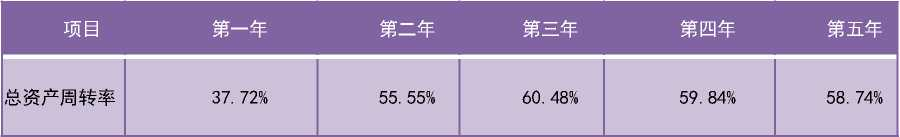 项目 第一年 第二年 第三年 第四年 第五年
总资产周转率 37.72% 55.55% 60.48% 59.84% 58.74%